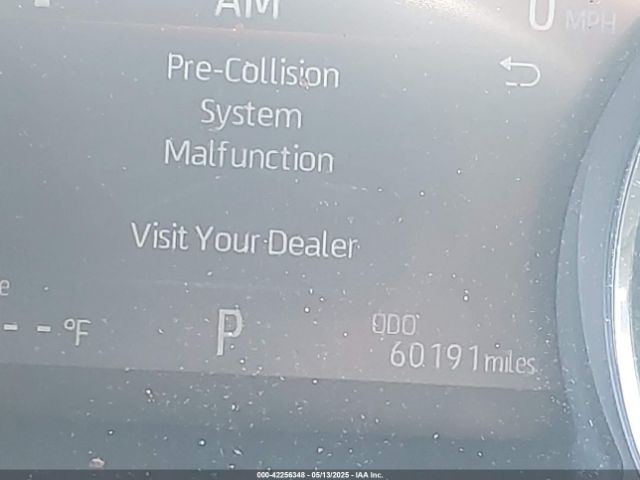 AM
0 MPH
Pre-Collision
System
Malfunction
Visit Your Dealer
e
-- °F
P
ODO
60191 miles
000-42256348 - 05/13/2025 - IAA Inc.